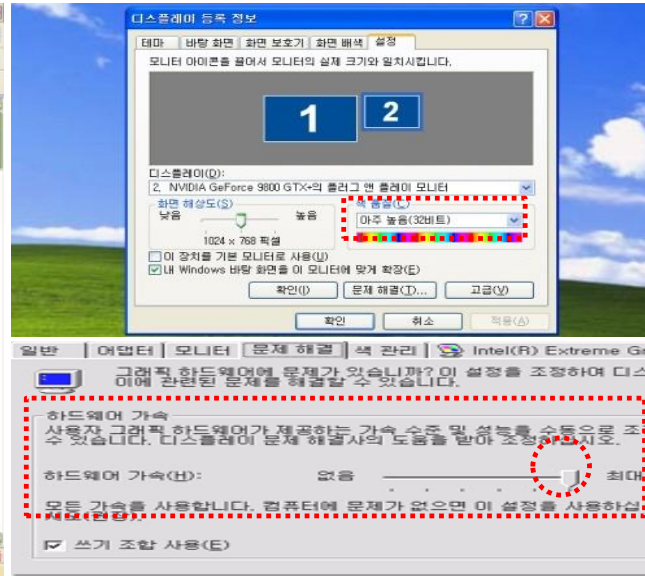 디스플레이 등록 정보
테마 바탕 화면 화면 보호기 화면 배색 설정
모니터 아이콘을 끌어서 모니터의 실제 크기와 일치시킵니다.
1 2
디스플레이(D):
2, NVIDIA GeForce 9800 GTX+의 플러그 앤 플레이 모니터
화면 해상도(S) 색 품질(C)
낮음 높음 아주 높음(32비트)
1024 x 768 픽셀
이 장치를 기본 모니터로 사용(U)
내 Windows 바탕 화면을 이 모니터에 맞게 확장(E)
확인(I) 문제 해결(T)... 고급(V)
확인 취소 적용(A)
일반 어댑터 모니터 문제 해결 색 관리 Intel(R) Extreme Gr
그래픽 하드웨어에 문제가 있습니까? 이 설정을 조정하여 디스
이에 관련된 문제를 해결할 수 있습니다.
하드웨어 가속
사용자 그래픽 하드웨어가 제공하는 가속 수준 및 성능을 수동으로 조
수 있습니다. 디스플레이 문제 해결사의 도움을 받아 조정하십시오.
하드웨어 가속(H): 없음 최대
모든 가속을 사용합니다. 컴퓨터에 문제가 없으면 이 설정을 사용하십
시오(권장).
쓰기 조합 사용(E)